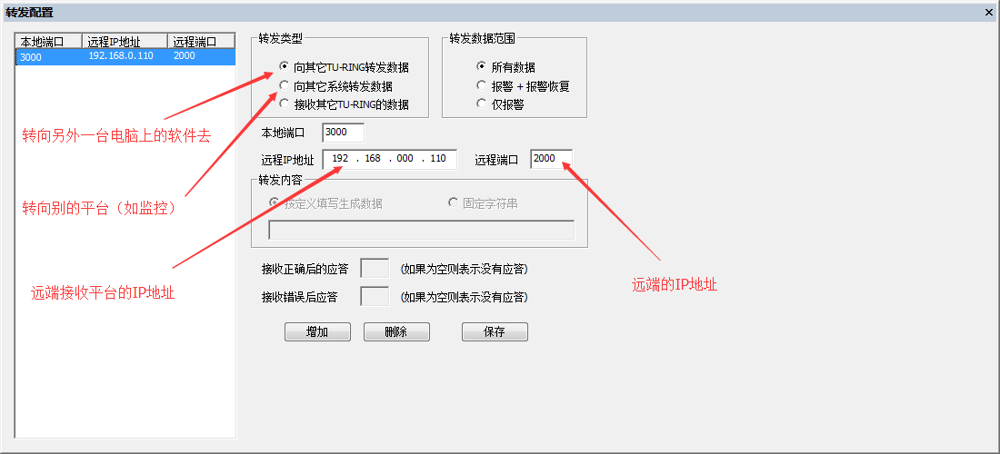 转发配置
本地端口 远程IP地址 远程端口
3000 192.168.0.110 2000
转发类型
向其它TU-RING转发数据
向其它系统转发数据
接收其它TU-RING的数据
转发数据范围
所有数据
报警 + 报警恢复
仅报警
转向另外一台电脑上的软件去
本地端口 3000
远程IP地址 192 . 168 . 000 . 110 远程端口 2000
转发内容
按定义填写生成数据 固定字符串
转向别的平台（如监控）
接收正确后的应答 (如果为空则表示没有应答)
远端接收平台的IP地址
远端的IP地址
接收错误后应答 (如果为空则表示没有应答)
增加 删除 保存